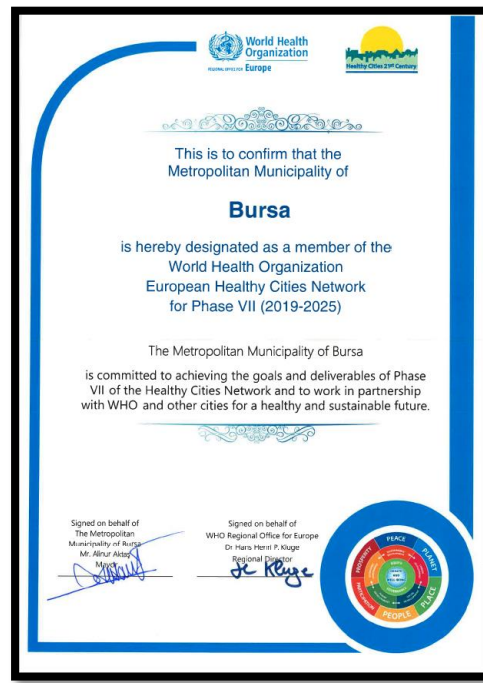 World Health
Organization
REGIONAL OFFICE FOR Europe
Healthy Cities 21st Century
This is to confirm that the
Metropolitan Municipality of
Bursa
is hereby designated as a member of the
World Health Organization
European Healthy Cities Network
for Phase VII (2019-2025)
The Metropolitan Municipality of Bursa
is committed to achieving the goals and deliverables of Phase
VII of the Healthy Cities Network and to work in partnership
with WHO and other cities for a healthy and sustainable future.
Signed on behalf of
The Metropolitan
Municipality of Bursa
Mr. Alinur Aktaş
Mayor
Signed on behalf of
WHO Regional Office for Europe
Dr Hans Henri P. Kluge
Regional Director
Kluge
PEACE
PLANET
PLACE
PEOPLE
PARTICIPATION
PROSPERITY